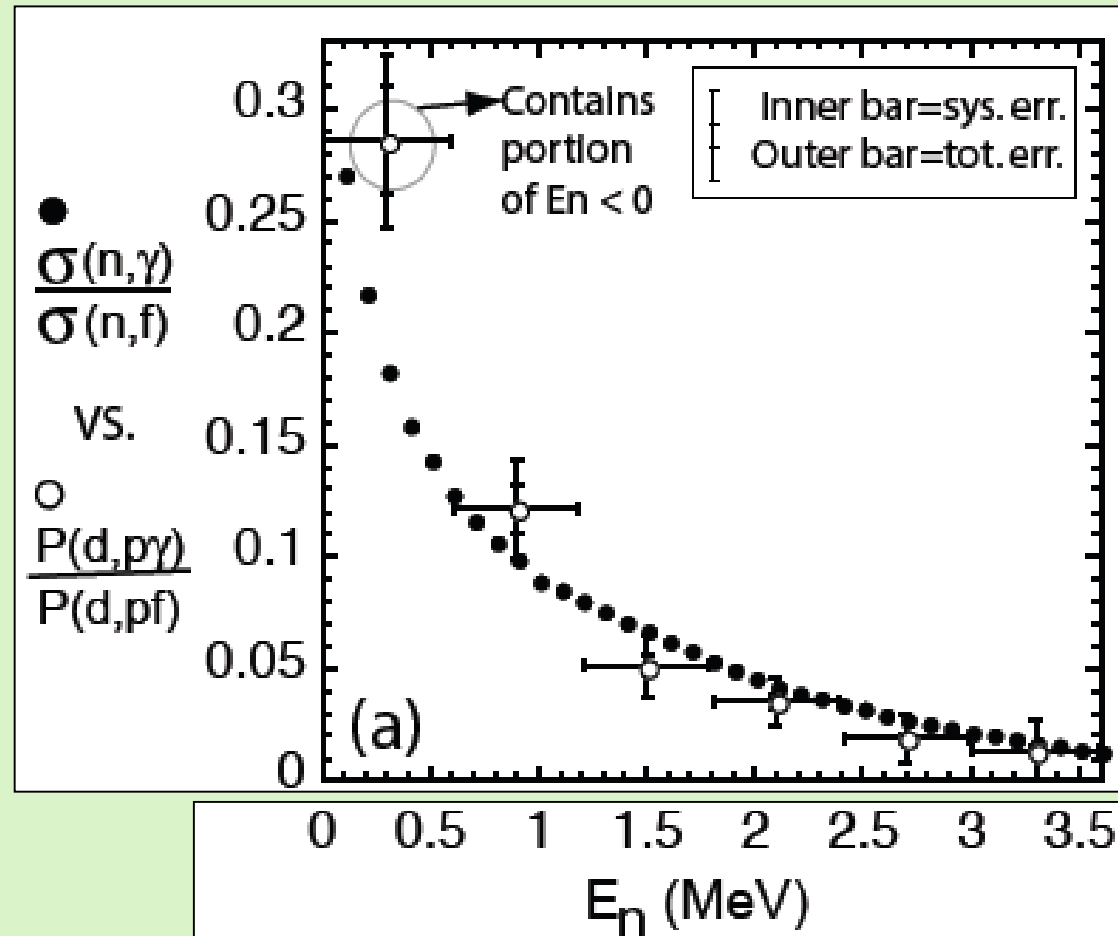 0.3
0.25
0.2
0.15
0.1
0.05
0
σ(n,γ)
σ(n,f)
VS.
P(d,pγ)
P(d,pf)
Contains
portion
of En < 0
Inner bar=sys. err.
Outer bar=tot. err.
(a)
0 0.5 1 1.5 2 2.5 3 3.5
En (MeV)